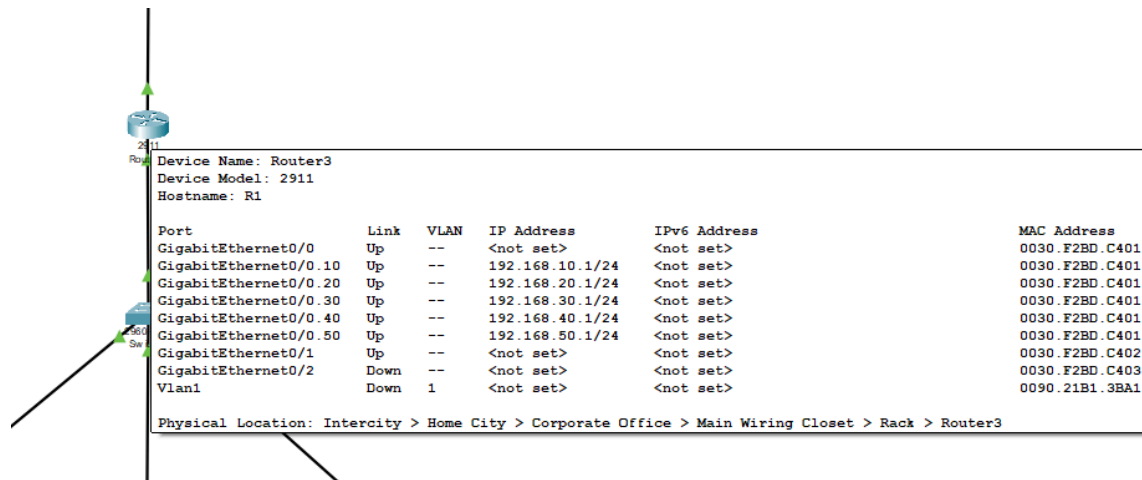 2911
Rou
Device Name: Router3
Device Model: 2911
Hostname: R1
Port Link VLAN IP Address IPv6 Address MAC Address
GigabitEthernet0/0 Up -- <not set> <not set> 0030.F2BD.C401
GigabitEthernet0/0.10 Up -- 192.168.10.1/24 <not set> 0030.F2BD.C401
GigabitEthernet0/0.20 Up -- 192.168.20.1/24 <not set> 0030.F2BD.C401
GigabitEthernet0/0.30 Up -- 192.168.30.1/24 <not set> 0030.F2BD.C401
GigabitEthernet0/0.40 Up -- 192.168.40.1/24 <not set> 0030.F2BD.C401
GigabitEthernet0/0.50 Up -- 192.168.50.1/24 <not set> 0030.F2BD.C401
GigabitEthernet0/1 Up -- <not set> <not set> 0030.F2BD.C402
GigabitEthernet0/2 Down -- <not set> <not set> 0030.F2BD.C403
Vlan1 Down 1 <not set> <not set> 0090.21B1.3BA1
Physical Location: Intercity > Home City > Corporate Office > Main Wiring Closet > Rack > Router3
2960
Sw